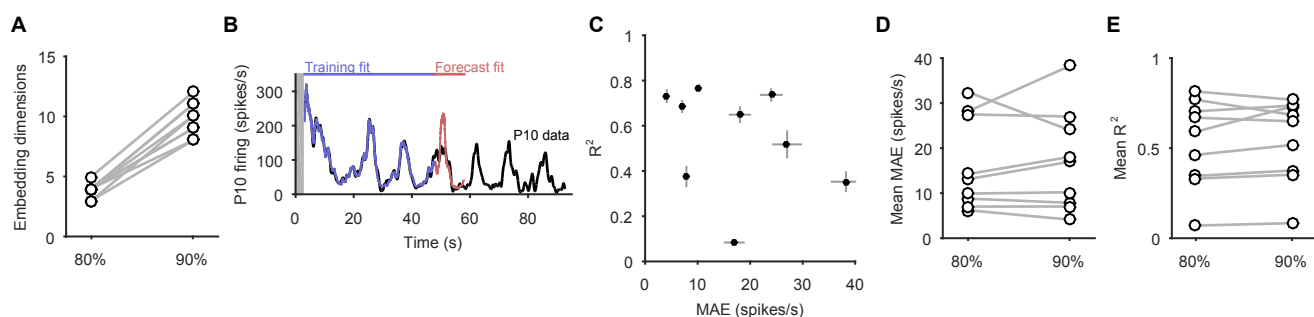 A
Embedding dimensions
15
10
5
0
80%
90%
B
Training fit
Forecast fit
P10 data
P10 firing (spikes/s)
300
200
100
0
0
20
40
60
80
Time (s)
C
R²
1
0.8
0.6
0.4
0.2
0
1
10
20
30
40
MAE (spikes/s)
D
Mean MAE (spikes/s)
40
30
20
10
0
80%
90%
E
Mean R²
1
0.5
0
80%
90%